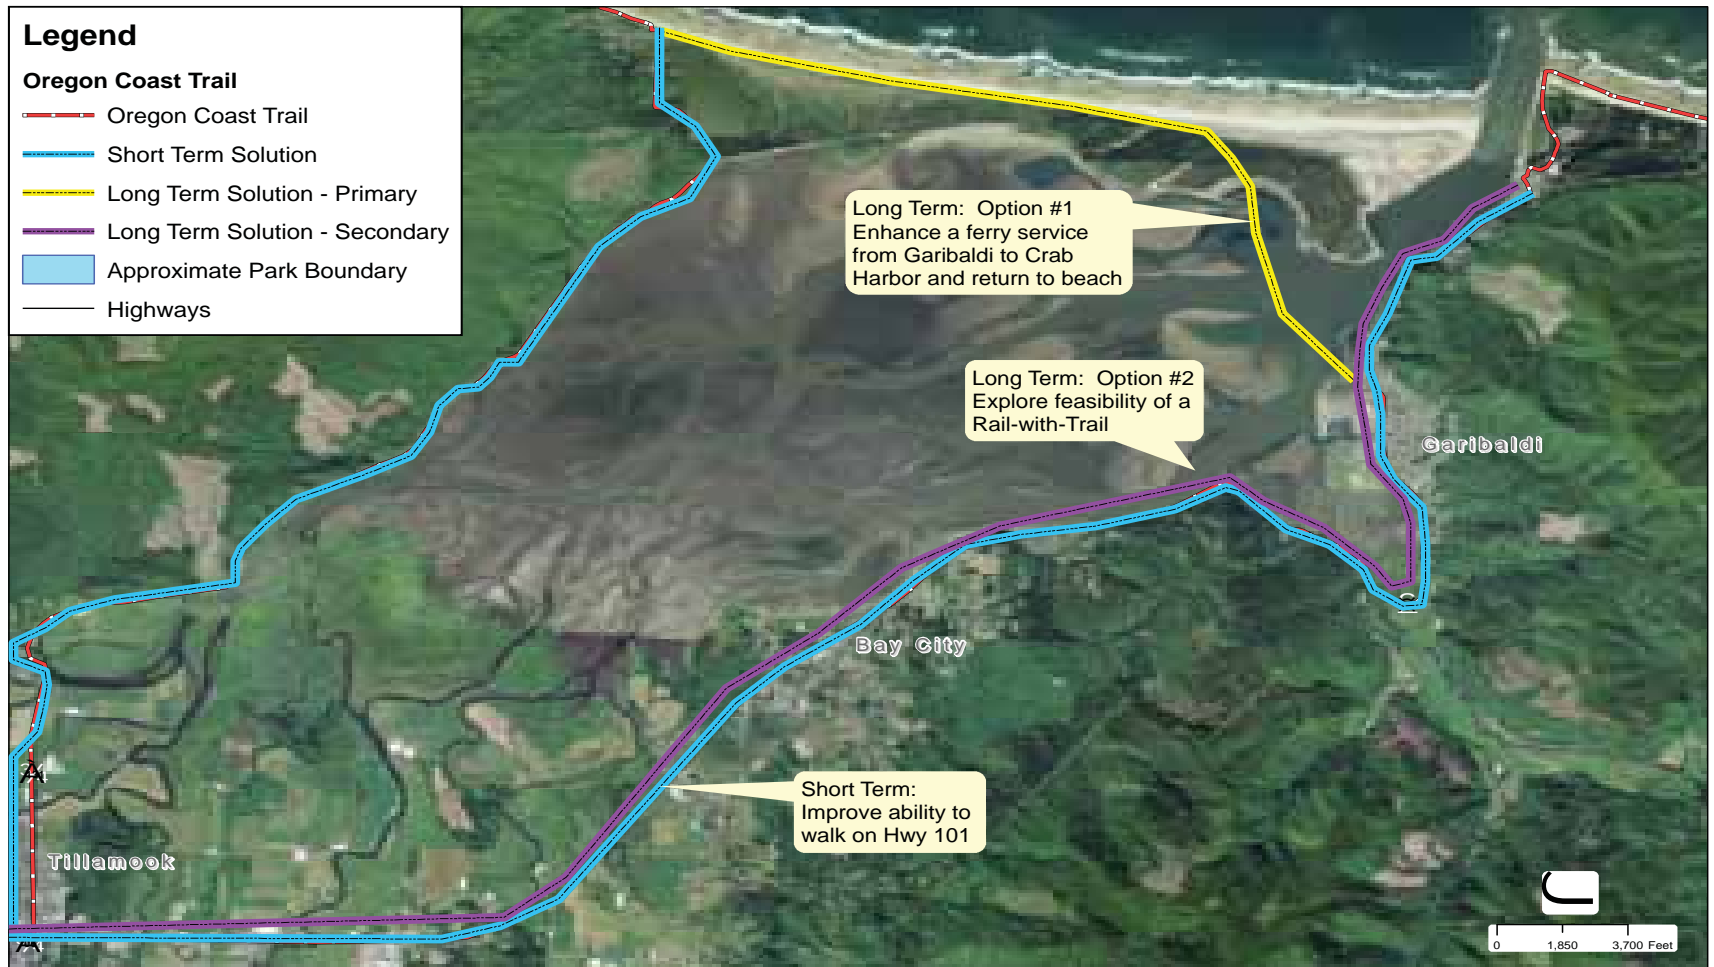 Legend
Oregon Coast Trail
Oregon Coast Trail
Short Term Solution
Long Term Solution - Primary
Long Term Solution - Secondary
Approximate Park Boundary
Highways
Long Term: Option #1
Enhance a ferry service
from Garibaldi to Crab
Harbor and return to beach
Long Term: Option #2
Explore feasibility of a
Rail-with-Trail
Garibaldi
Bay City
Short Term:
Improve ability to
walk on Hwy 101
Tillamook
0 1,850 3,700 Feet